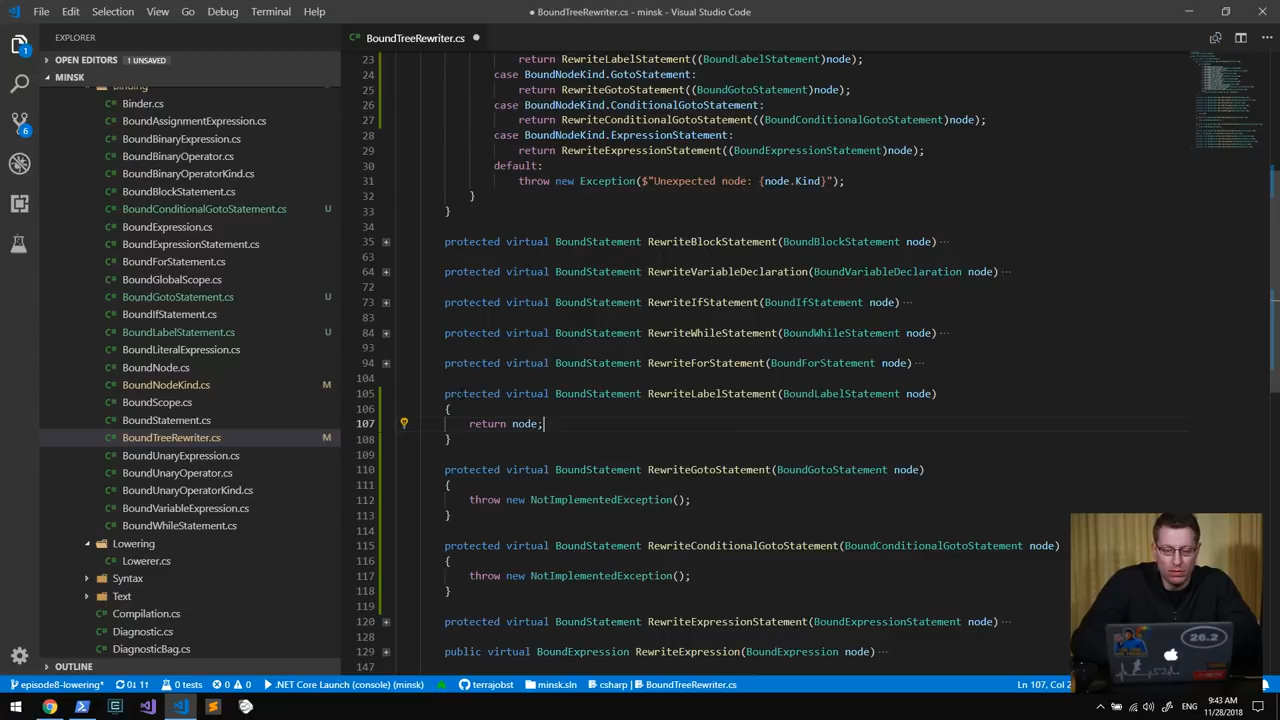 File Edit Selection View Go Debug Terminal Help
● BoundTreeRewriter.cs - minsk - Visual Studio Code
EXPLORER
OPEN EDITORS 1 UNSAVED
MINSK
Binding
Binder.cs
BoundAssignmentExpression.cs
BoundBinaryExpression.cs
BoundBinaryOperator.cs
BoundBinaryOperatorKind.cs
BoundBlockStatement.cs
BoundConditionalGotoStatement.cs U
BoundExpression.cs
BoundExpressionStatement.cs
BoundForStatement.cs
BoundGlobalScope.cs
BoundGotoStatement.cs U
BoundIfStatement.cs
BoundLabelStatement.cs U
BoundLiteralExpression.cs
BoundNode.cs
BoundNodeKind.cs M
BoundScope.cs
BoundStatement.cs
BoundTreeRewriter.cs M
BoundUnaryExpression.cs
BoundUnaryOperator.cs
BoundUnaryOperatorKind.cs
BoundVariableExpression.cs
BoundWhileStatement.cs
Lowering
Lowerer.cs
Syntax
Text
Compilation.cs
Diagnostic.cs
DiagnosticBag.cs
OUTLINE
1
6
BoundTreeRewriter.cs ●
23 return RewriteLabelStatement((BoundLabelStatement)node);
24 case BoundNodeKind.GotoStatement:
25 return RewriteGotoStatement((BoundGotoStatement)node);
26 case BoundNodeKind.ConditionalGotoStatement:
27 return RewriteConditionalGotoStatement((BoundConditionalGotoStatement)node);
28 case BoundNodeKind.ExpressionStatement:
29 return RewriteExpressionStatement((BoundExpressionStatement)node);
30 default:
31 throw new Exception($"Unexpected node: {node.Kind}");
32 }
33 }
34
35 protected virtual BoundStatement RewriteBlockStatement(BoundBlockStatement node)···
63
64 protected virtual BoundStatement RewriteVariableDeclaration(BoundVariableDeclaration node)···
72
73 protected virtual BoundStatement RewriteIfStatement(BoundIfStatement node)···
83
84 protected virtual BoundStatement RewriteWhileStatement(BoundWhileStatement node)···
93
94 protected virtual BoundStatement RewriteForStatement(BoundForStatement node)···
104
105 protected virtual BoundStatement RewriteLabelStatement(BoundLabelStatement node)
106 {
107 return node;
108 }
109
110 protected virtual BoundStatement RewriteGotoStatement(BoundGotoStatement node)
111 {
112 throw new NotImplementedException();
113 }
114
115 protected virtual BoundStatement RewriteConditionalGotoStatement(BoundConditionalGotoStatement node)
116 {
117 throw new NotImplementedException();
118 }
119
120 protected virtual BoundStatement RewriteExpressionStatement(BoundExpressionStatement node)···
128
129 public virtual BoundExpression RewriteExpression(BoundExpression node)···
147
26.2
episode8-lowering* 0↓ 11 0 tests 0 0 .NET Core Launch (console) (minsk) terrajobst minsk.sln csharp BoundTreeRewriter.cs Ln 107, Col 2
ENG
9:43 AM
11/28/2018